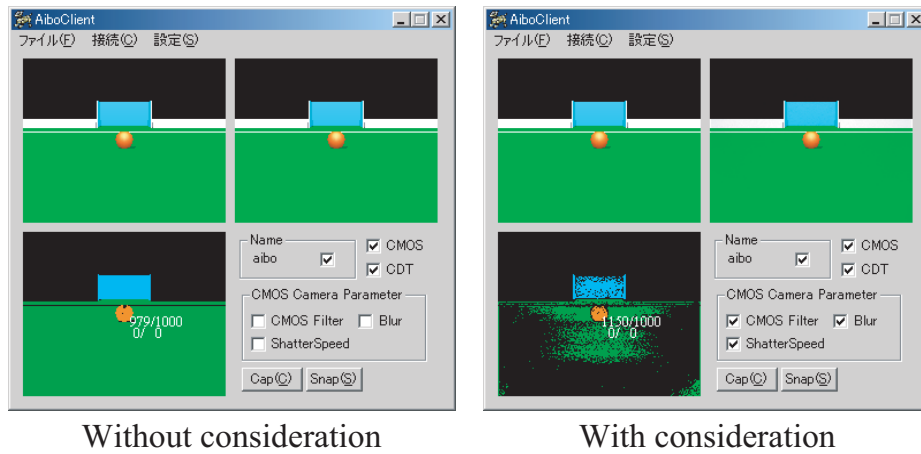 AiboClient
ファイル(F) 接続(C) 設定(S)
979/1000
0/ 0
Name
aibo
CMOS
CDT
CMOS Camera Parameter
CMOS Filter Blur
ShatterSpeed
Cap(C) Snap(S)
Without consideration
AiboClient
ファイル(F) 接続(C) 設定(S)
1150/1000
0/ 0
Name
aibo
CMOS
CDT
CMOS Camera Parameter
CMOS Filter Blur
ShatterSpeed
Cap(C) Snap(S)
With consideration